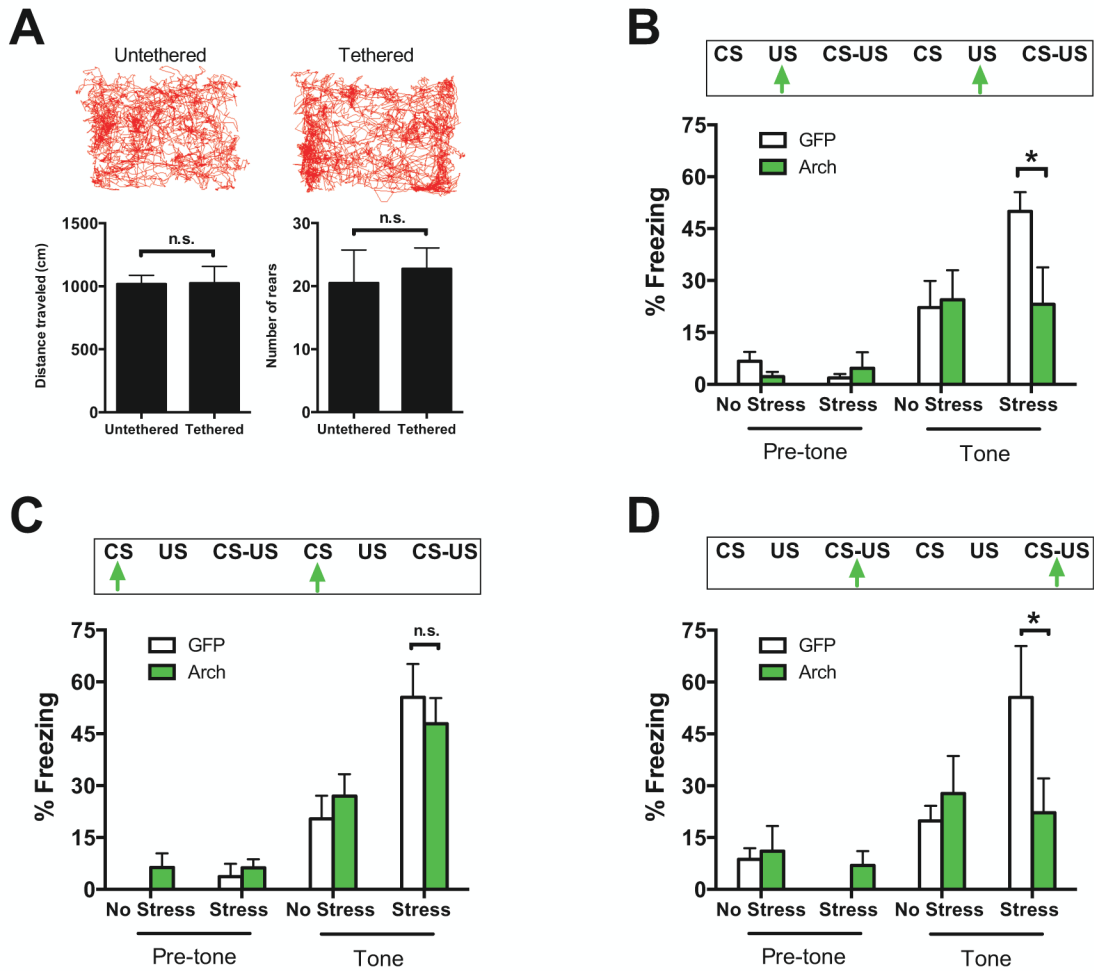 A
Untethered Tethered
1500
1000
500
0
Distance traveled (cm)
n.s.
Untethered Tethered
30
20
10
0
Number of rears
n.s.
Untethered Tethered
B
CS US CS-US CS US CS-US
75
60
45
30
15
0
% Freezing
GFP
Arch
*
No Stress Stress No Stress Stress
Pre-tone Tone
C
CS US CS-US CS US CS-US
75
60
45
30
15
0
% Freezing
GFP
Arch
n.s.
No Stress Stress No Stress Stress
Pre-tone Tone
D
CS US CS-US CS US CS-US
75
60
45
30
15
0
% Freezing
GFP
Arch
*
No Stress Stress No Stress Stress
Pre-tone Tone